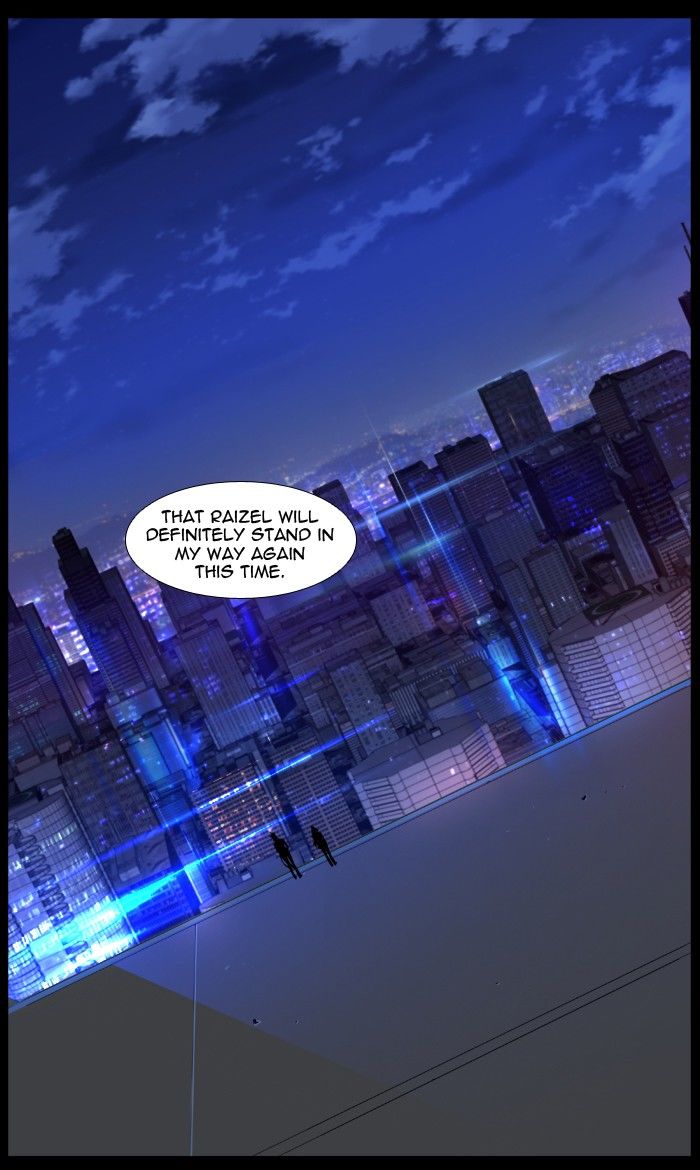 THAT RAIZEL WILL
DEFINITELY STAND IN
MY WAY AGAIN
THIS TIME.